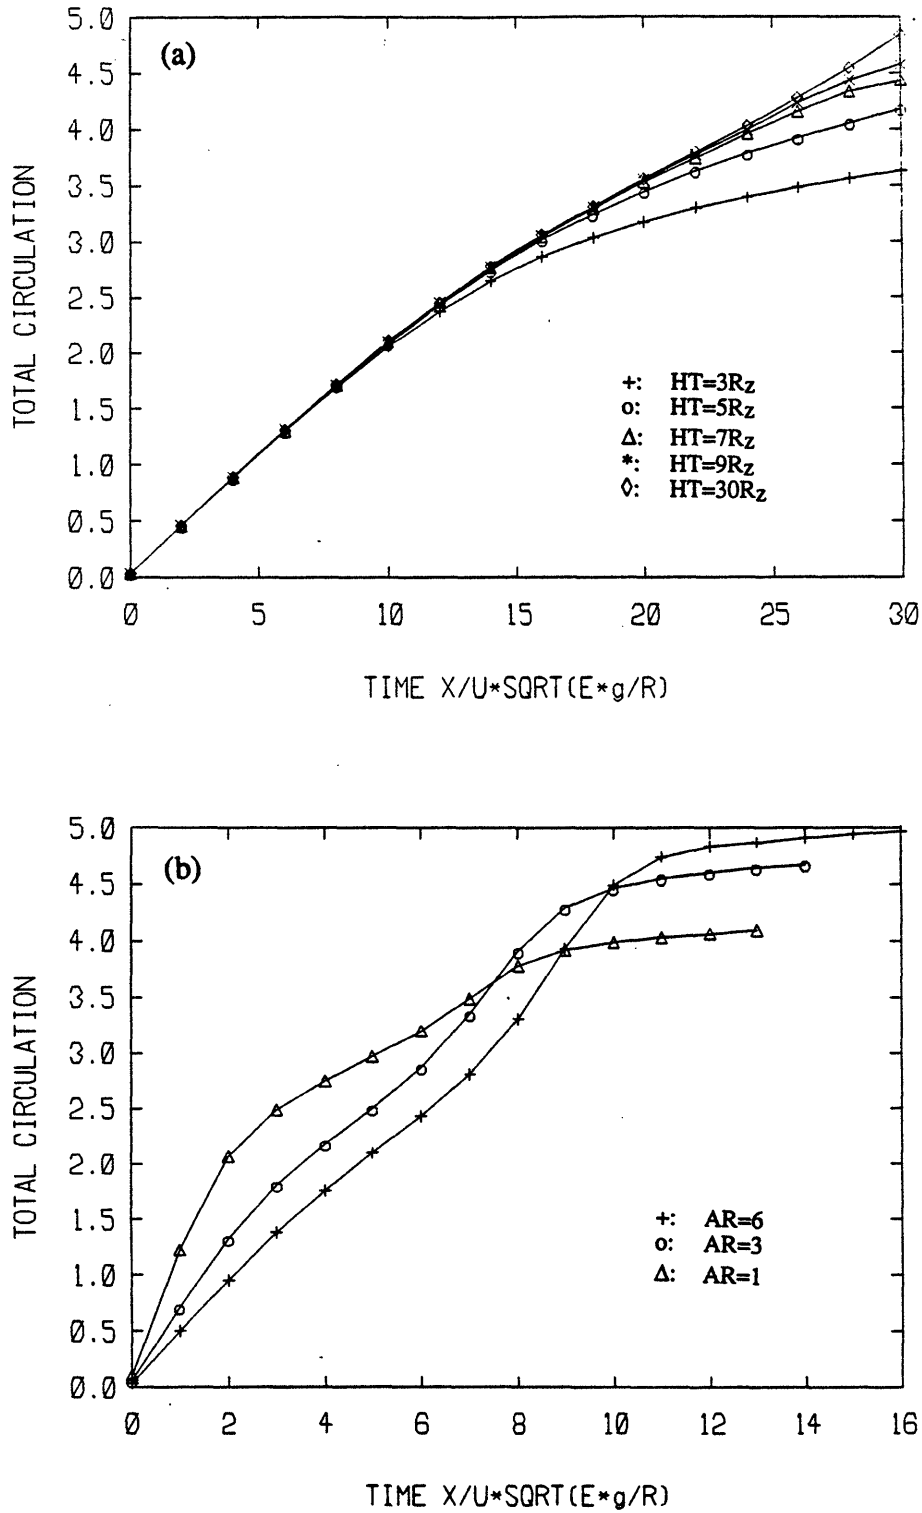 (a)
5.0
4.5
4.0
3.5
3.0
2.5
2.0
1.5
1.0
0.5
0.0
TOTAL CIRCULATION
+: HT=3Rz
o: HT=5Rz
Δ: HT=7Rz
*: HT=9Rz
◊: HT=30Rz
0 5 10 15 20 25 30
TIME X/U*SQRT(E*g/R)
(b)
5.0
4.5
4.0
3.5
3.0
2.5
2.0
1.5
1.0
0.5
0.0
TOTAL CIRCULATION
+: AR=6
o: AR=3
Δ: AR=1
0 2 4 6 8 10 12 14 16
TIME X/U*SQRT(E*g/R)